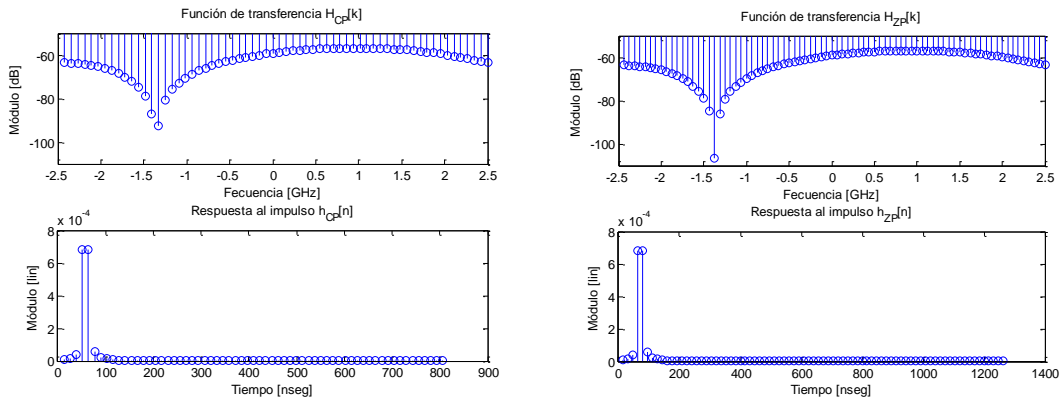 Función de transferencia H_CP[k]
-60
-80
-100
Módulo [dB]
-2.5 -2 -1.5 -1 -0.5 0 0.5 1 1.5 2 2.5
Fecuencia [GHz]
Respuesta al impulso h_CP[n]
x 10^-4
8
6
4
2
0
Módulo [lin]
0 100 200 300 400 500 600 700 800 900
Tiempo [nseg]
Función de transferencia H_ZP[k]
-60
-80
-100
Módulo [dB]
-2.5 -2 -1.5 -1 -0.5 0 0.5 1 1.5 2 2.5
Fecuencia [GHz]
Respuesta al impulso h_ZP[n]
x 10^-4
8
6
4
2
0
Módulo [lin]
0 200 400 600 800 1000 1200 1400
Tiempo [nseg]